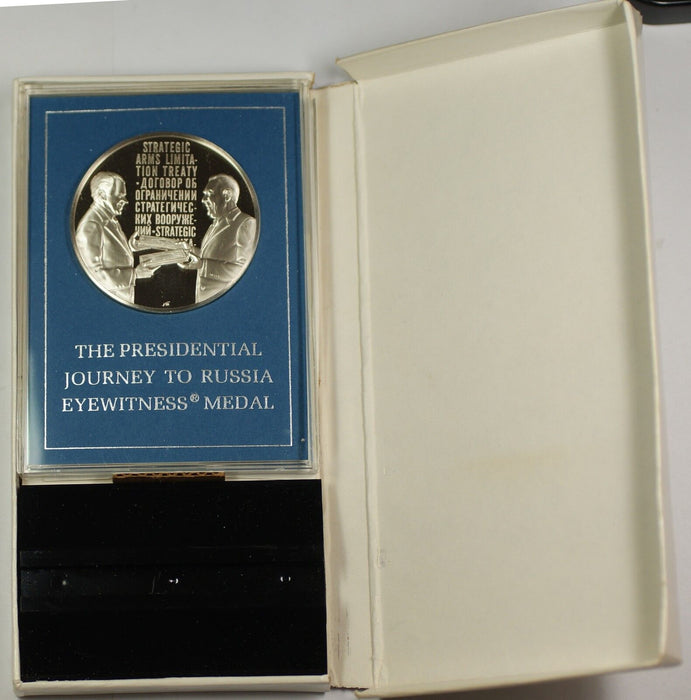 STRATEGIC
ARMS LIMITA-
TION TREATY
·ДОГОВОР ОБ
ОГРАНИЧЕНИИ
СТРАТЕГИЧЕС-
КИХ ВООРУЖЕ-
НИЙ·STRATEGIC
THE PRESIDENTIAL
JOURNEY TO RUSSIA
EYEWITNESS® MEDAL